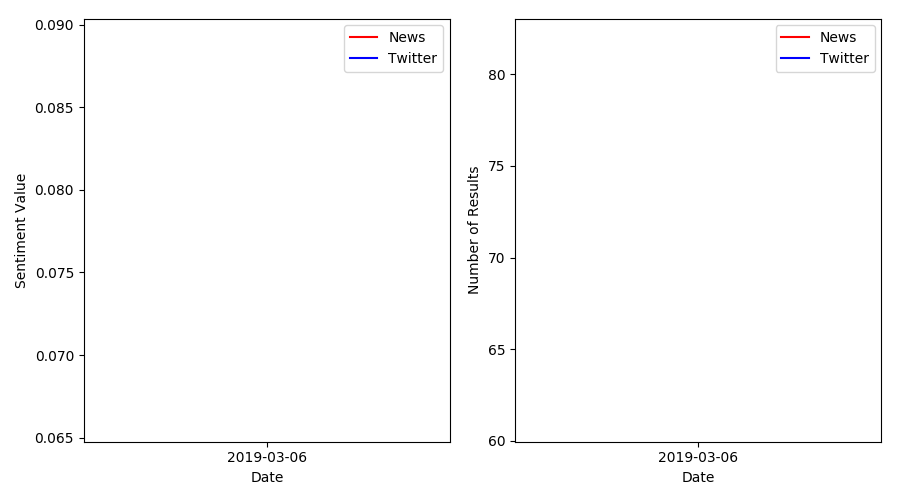 0.090
0.085
0.080
0.075
0.070
0.065
Sentiment Value
2019-03-06
Date
News
Twitter
80
75
70
65
60
Number of Results
2019-03-06
Date
News
Twitter